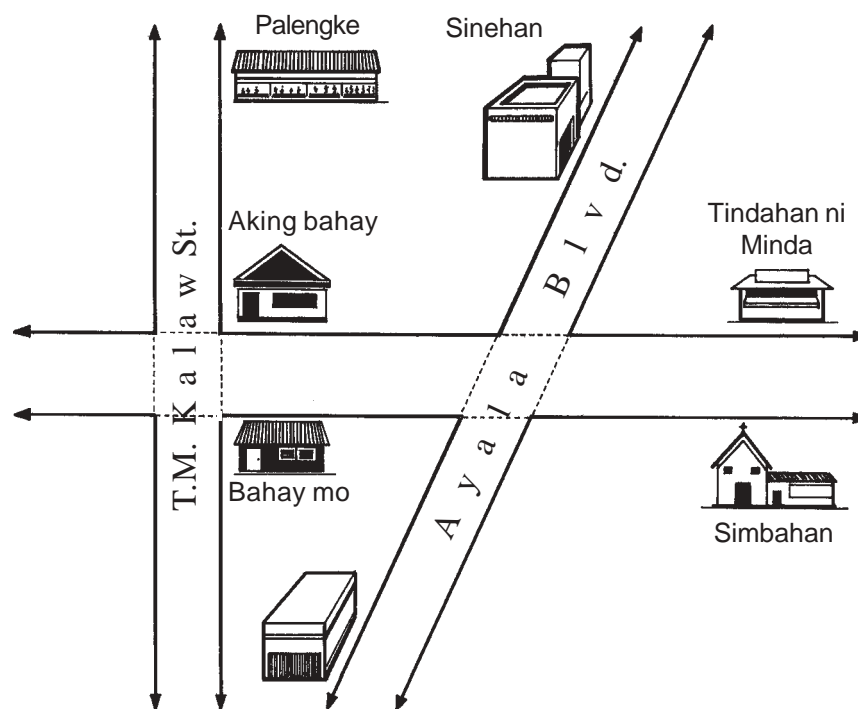 Palengke
Sinehan
Aking bahay
Tindahan ni
Minda
T.M. Kalaw St.
Ayala Blvd.
Bahay mo
Simbahan